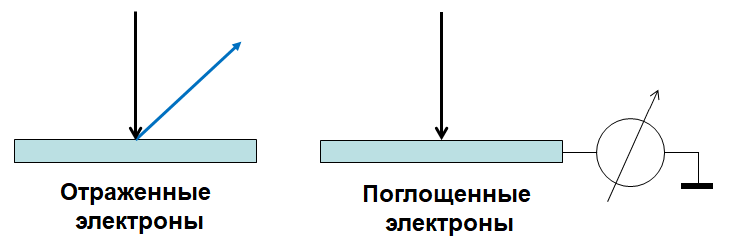 Отраженные
электроны
Поглощенные
электроны